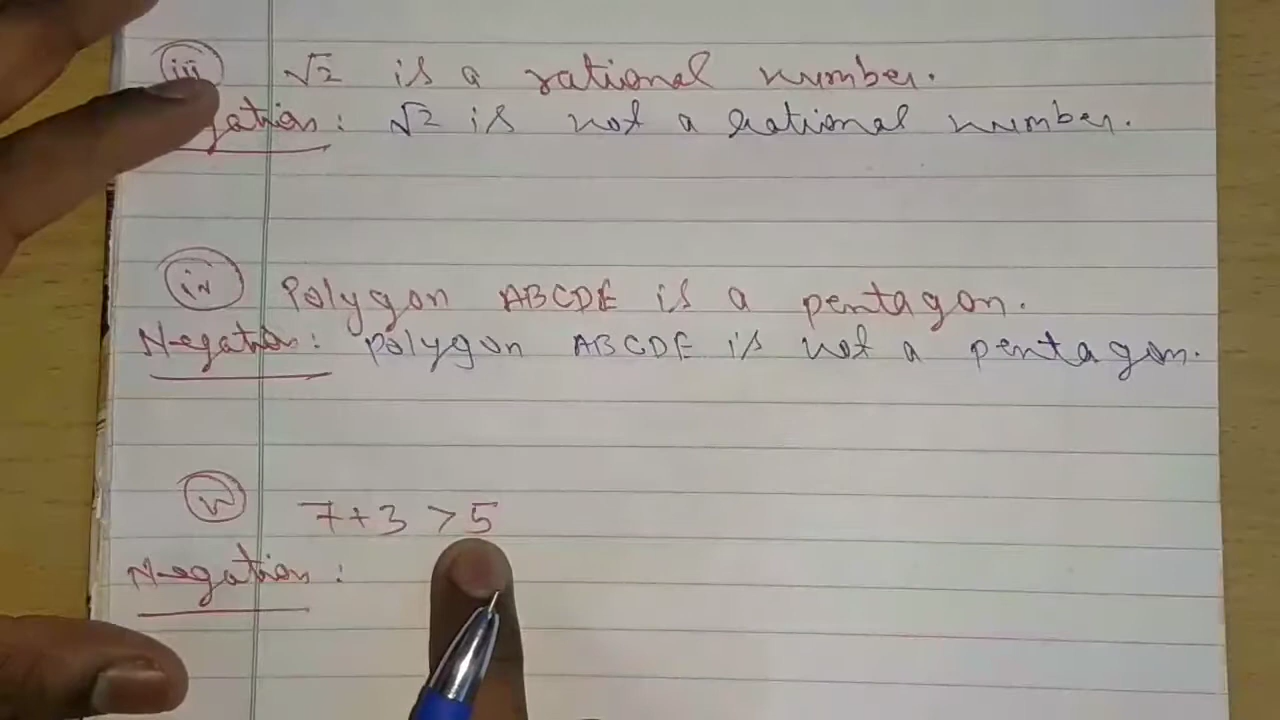 iii √2 is a rational number.
gation: √2 is not a rational number.
iv Polygon ABCDE is a pentagon.
Negation: Polygon ABCDE is not a pentagon.
v 7+3 > 5
Negation: